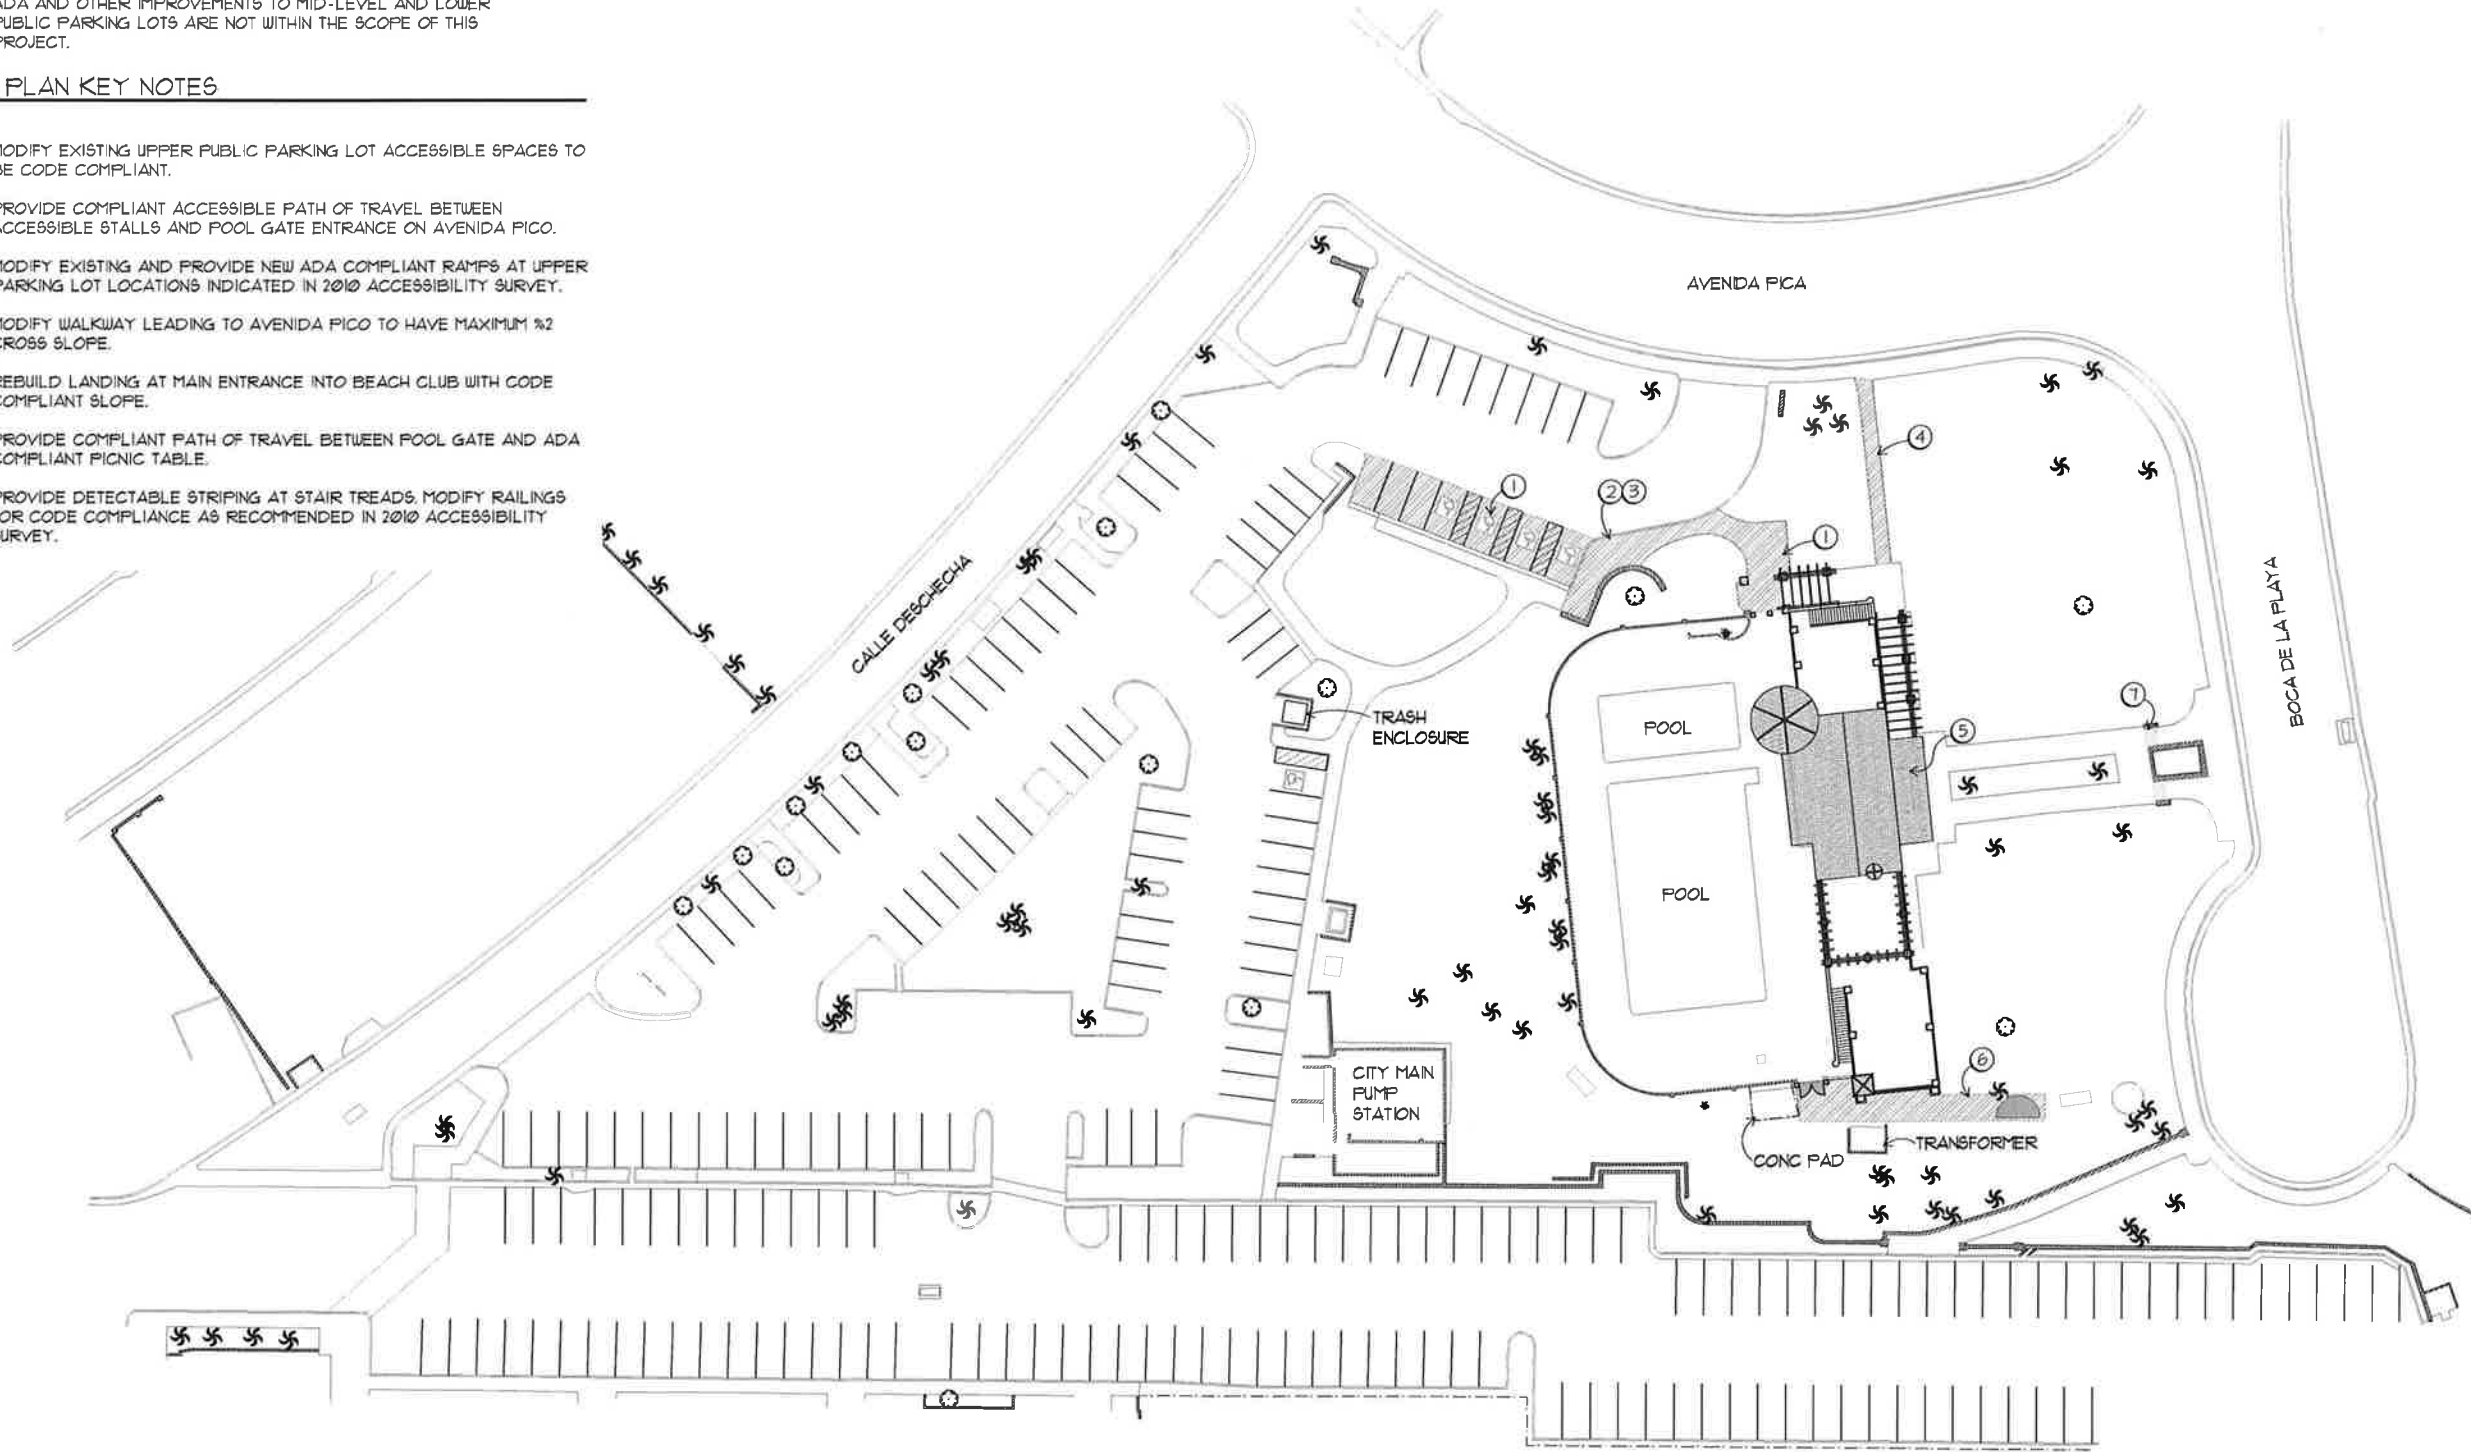 ADA AND OTHER IMPROVEMENTS TO MID-LEVEL AND LOWER
PUBLIC PARKING LOTS ARE NOT WITHIN THE SCOPE OF THIS
PROJECT.
PLAN KEY NOTES
MODIFY EXISTING UPPER PUBLIC PARKING LOT ACCESSIBLE SPACES TO
BE CODE COMPLIANT.
PROVIDE COMPLIANT ACCESSIBLE PATH OF TRAVEL BETWEEN
ACCESSIBLE STALLS AND POOL GATE ENTRANCE ON AVENIDA PICO.
MODIFY EXISTING AND PROVIDE NEW ADA COMPLIANT RAMPS AT UPPER
PARKING LOT LOCATIONS INDICATED IN 2010 ACCESSIBILITY SURVEY.
MODIFY WALKWAY LEADING TO AVENIDA PICO TO HAVE MAXIMUM %2
CROSS SLOPE.
REBUILD LANDING AT MAIN ENTRANCE INTO BEACH CLUB WITH CODE
COMPLIANT SLOPE.
PROVIDE COMPLIANT PATH OF TRAVEL BETWEEN POOL GATE AND ADA
COMPLIANT PICNIC TABLE.
PROVIDE DETECTABLE STRIPING AT STAIR TREADS. MODIFY RAILINGS
FOR CODE COMPLIANCE AS RECOMMENDED IN 2010 ACCESSIBILITY
SURVEY.
AVENIDA PICA
4
1
2 3
1
CALLE DESCHECHA
BOCA DE LA PLAYA
7
TRASH
ENCLOSURE
POOL
5
POOL
CITY MAIN
PUMP
STATION
6
CONC PAD
TRANSFORMER